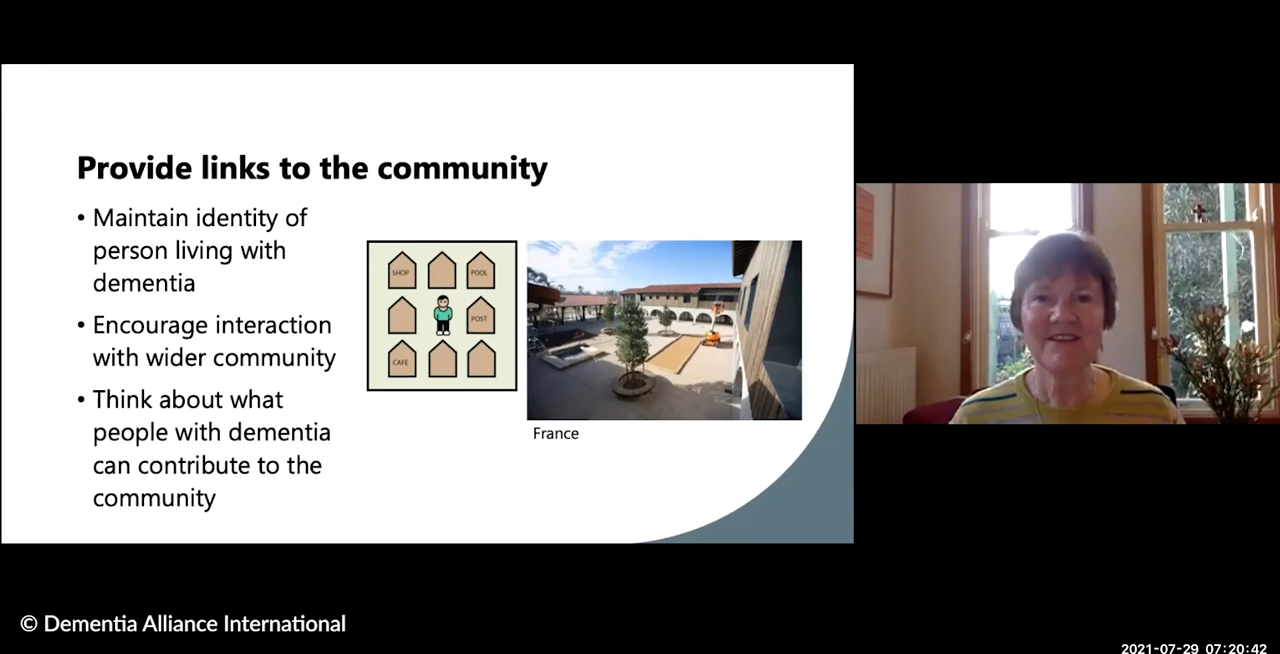 Provide links to the community
• Maintain identity of
person living with
dementia
• Encourage interaction
with wider community
• Think about what
people with dementia
can contribute to the
community
SHOP
POOL
POST
CAFE
France
© Dementia Alliance International
2021-07-29 07:20:42